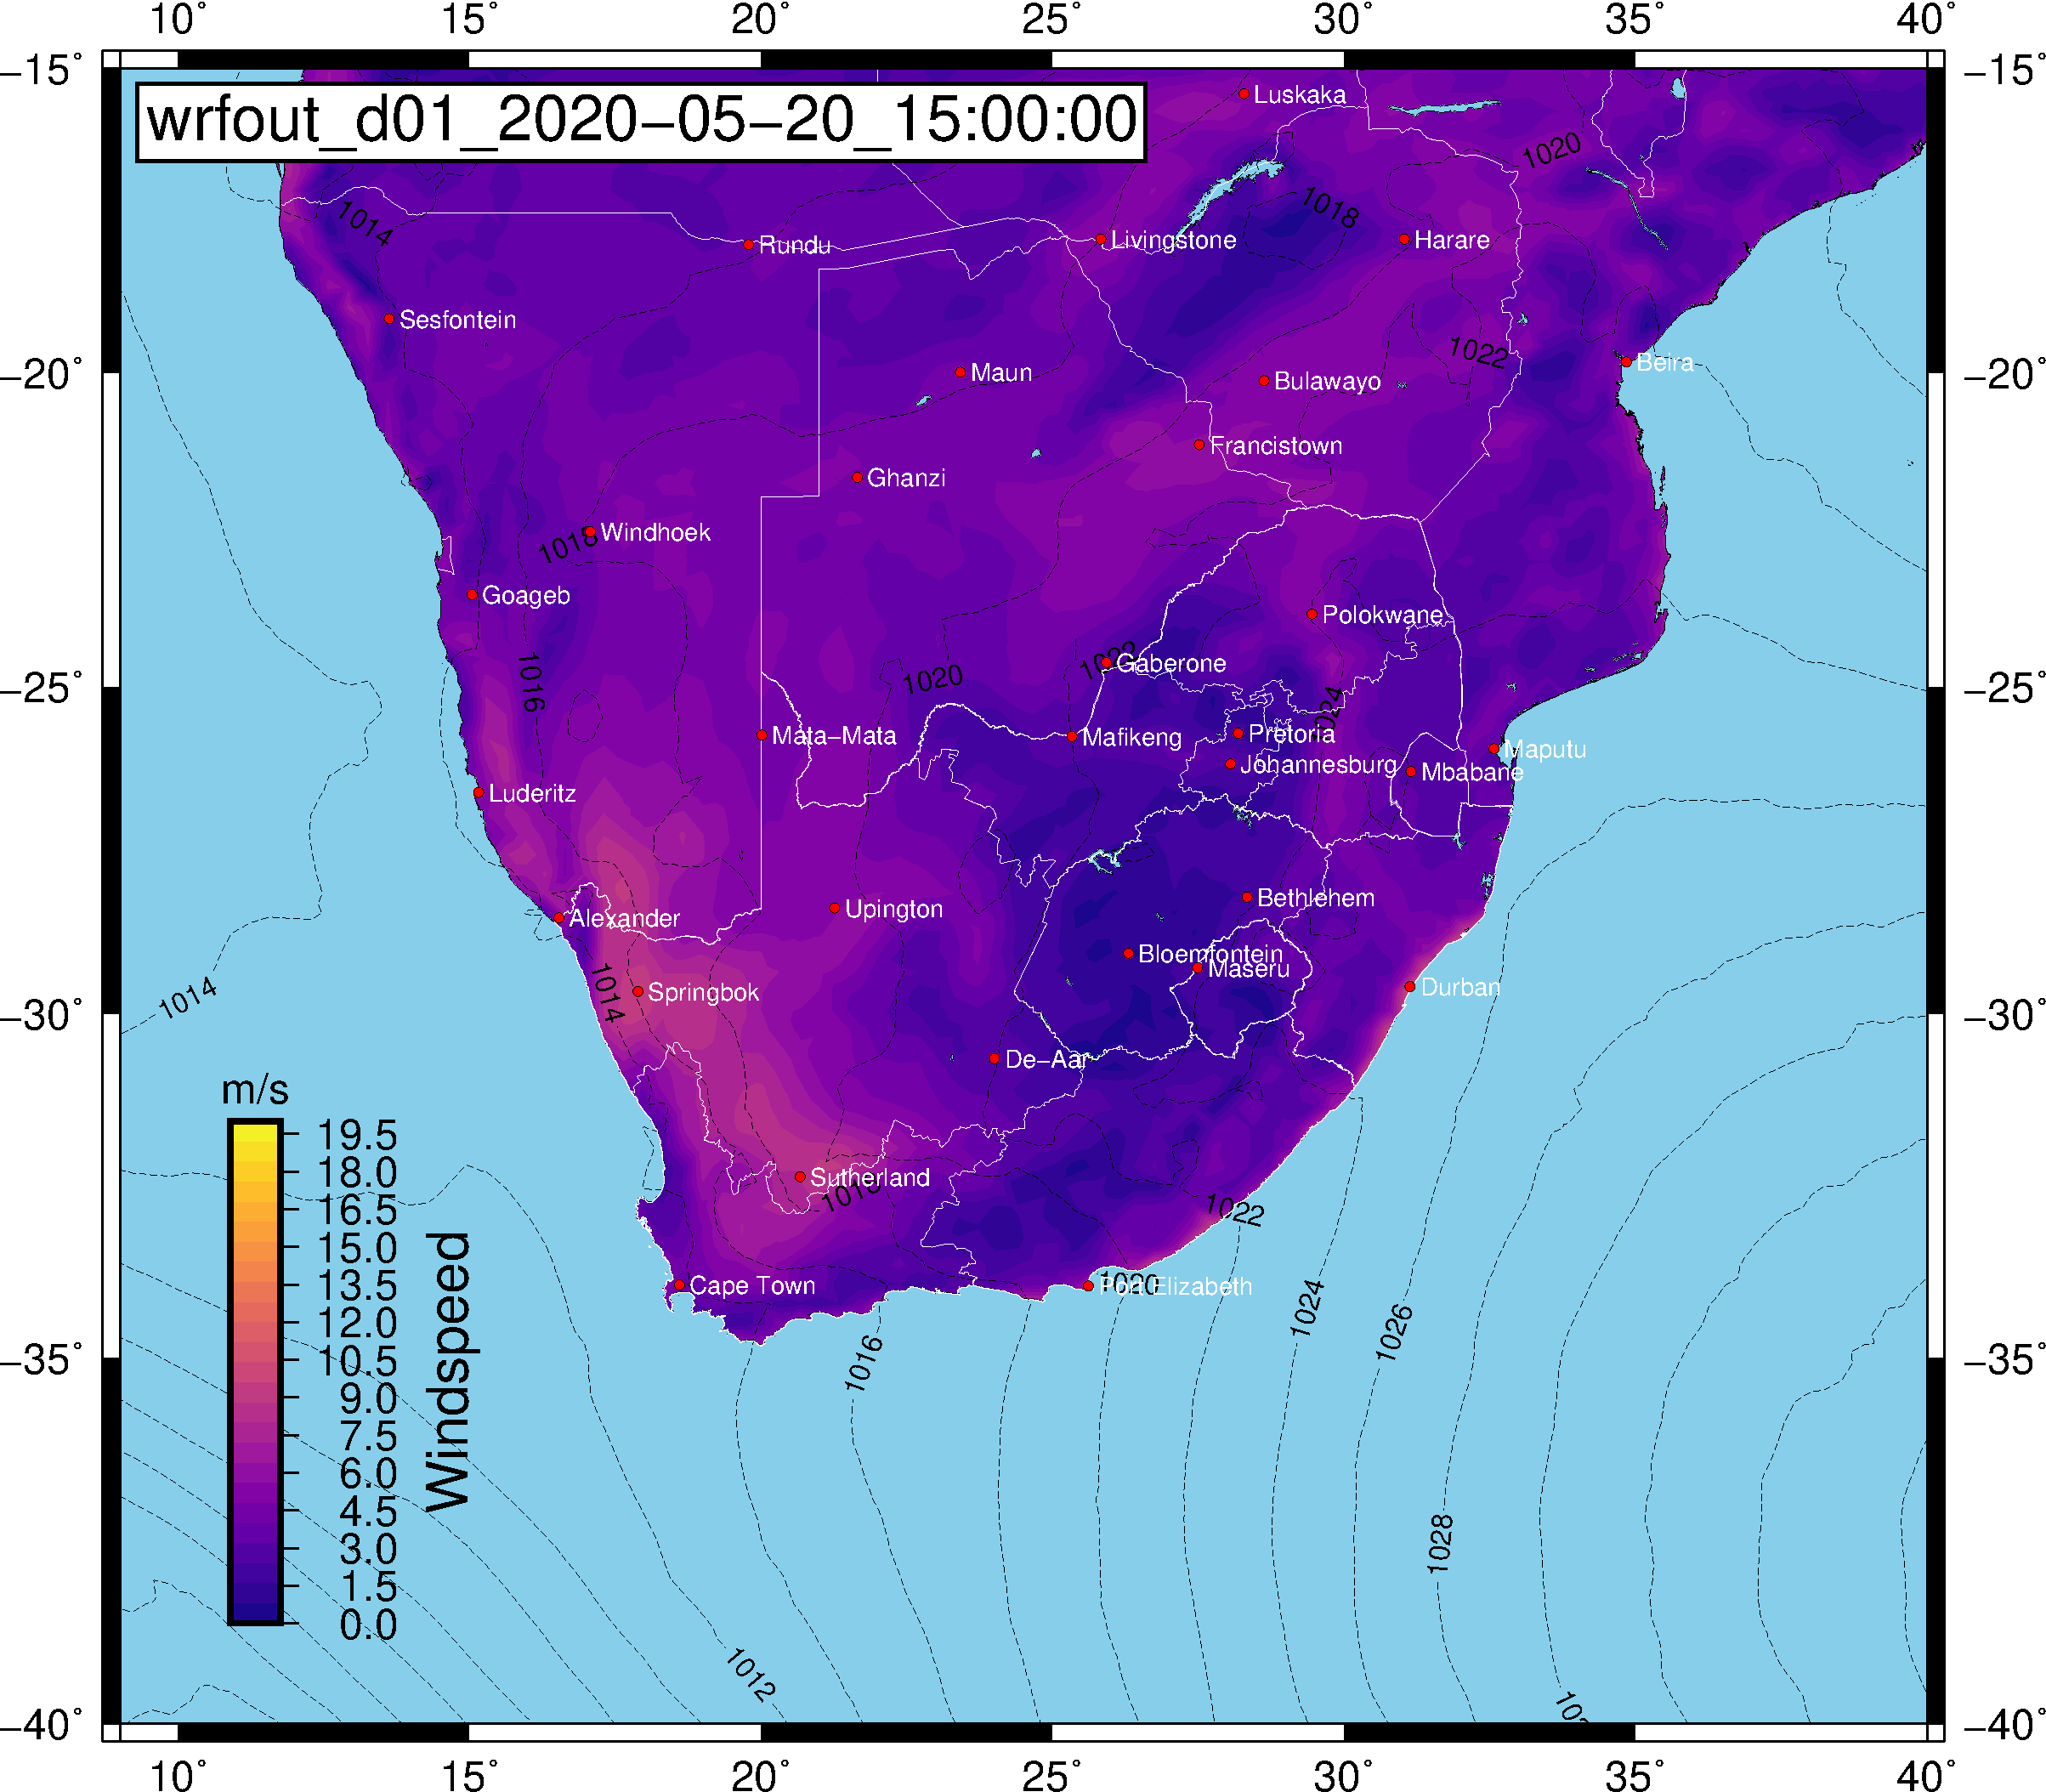 10° 15° 20° 25° 30° 35° 40°
−15° −15°
wrfout_d01_2020−05−20_15:00:00
Luskaka
1020
1018
1014
Rundu
Livingstone
Harare
Sesfontein
1022
−20° −20°
Maun
Bulawayo
Beira
Francistown
Ghanzi
1018
Windhoek
Goageb
Polokwane
1022
Gaberone
−25° −25°
1016
1020
1024
Mata−Mata
Mafikeng
Pretoria
Johannesburg
Mbabane
Maputu
Luderitz
Alexander
Upington
Bethlehem
Bloemfontein
Maseru
1014
1014
Springbok
Durban
−30° −30°
De−Aar
m/s
Sutherland
1022
Cape Town
1020
Port Elizabeth
1024
1026
1016
−35° −35°
19.5
18.0
16.5
15.0
13.5
12.0
10.5
9.0
7.5
6.0
4.5
3.0
1.5
0.0
Windspeed
1028
1012
−40° −40°
10° 15° 20° 25° 30° 35° 40°